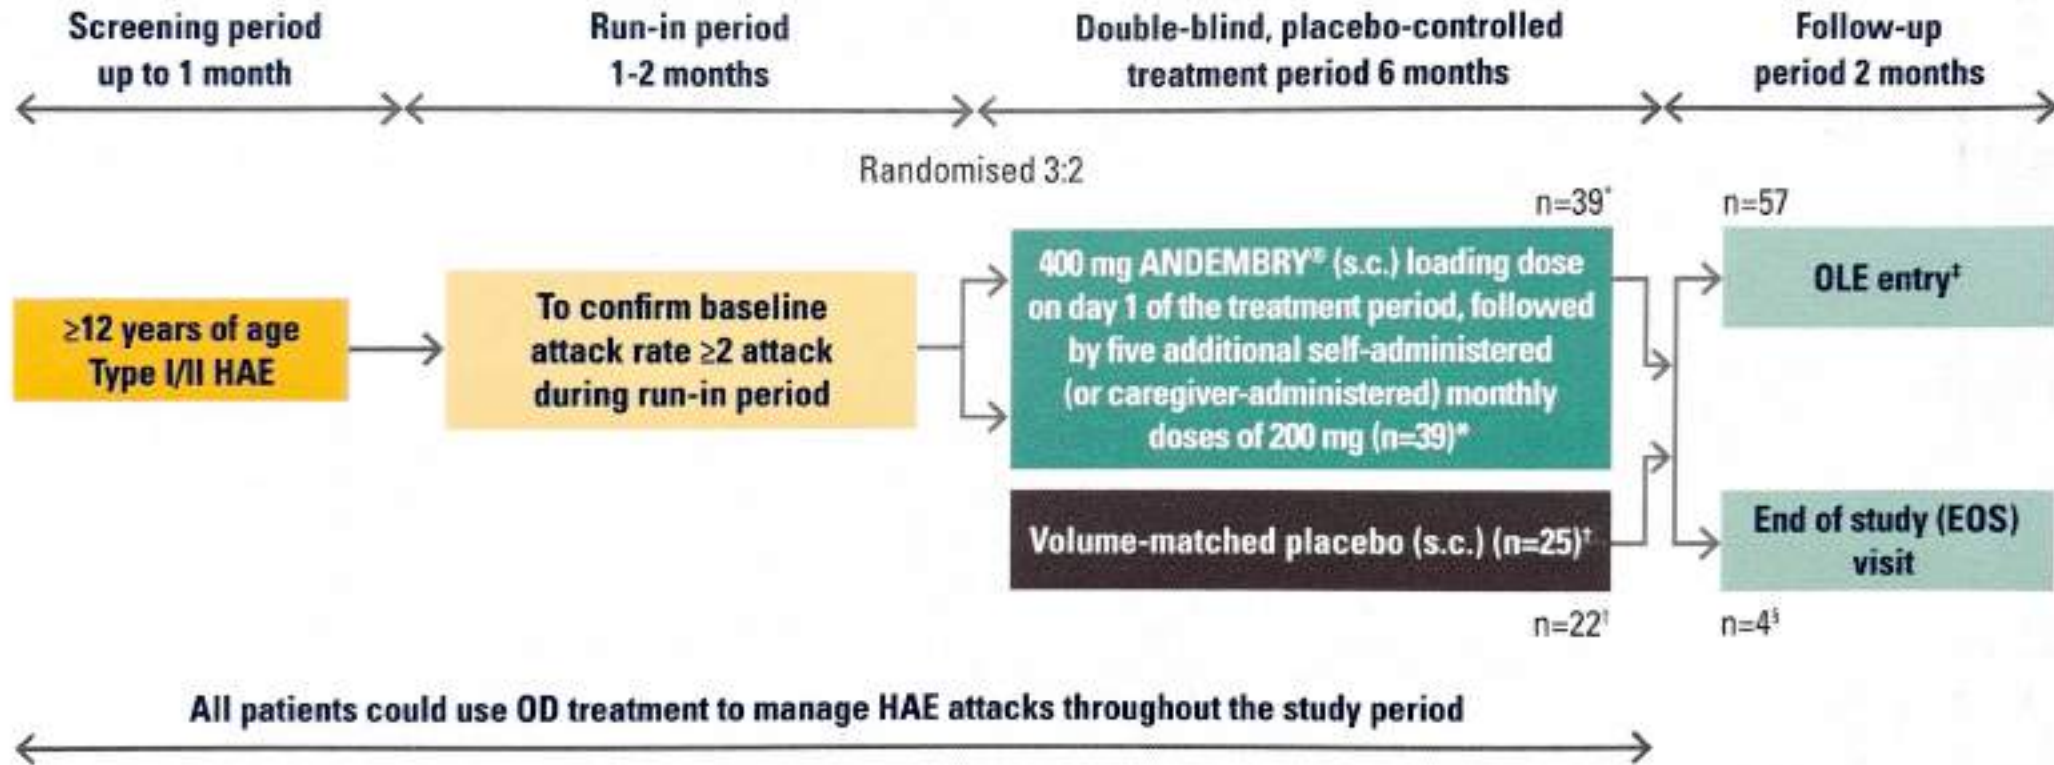 Screening period
up to 1 month
Run-in period
1-2 months
Double-blind, placebo-controlled
treatment period 6 months
Follow-up
period 2 months
Randomised 3:2
n=39*
n=57
≥12 years of age
Type I/II HAE
To confirm baseline
attack rate ≥2 attack
during run-in period
400 mg ANDEMBRY® (s.c.) loading dose
on day 1 of the treatment period, followed
by five additional self-administered
(or caregiver-administered) monthly
doses of 200 mg (n=39)*
OLE entry‡
Volume-matched placebo (s.c.) (n=25)†
End of study (EOS)
visit
n=22†
n=4§
All patients could use OD treatment to manage HAE attacks throughout the study period